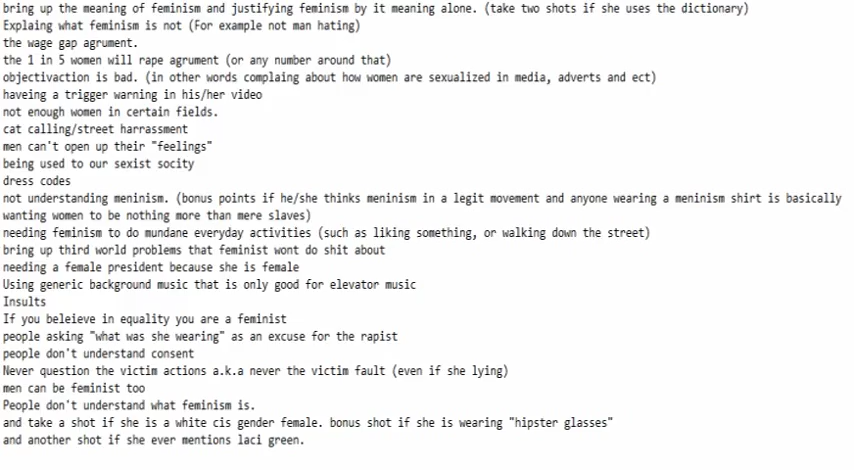 bring up the meaning of feminism and justifying feminism by it meaning alone. (take two shots if she uses the dictionary)
Explaing what feminism is not (For example not man hating)
the wage gap agrument.
the 1 in 5 women will rape agrument (or any number around that)
objectivaction is bad. (in other words complaing about how women are sexualized in media, adverts and ect)
haveing a trigger warning in his/her video
not enough women in certain fields.
cat calling/street harrassment
men can't open up their "feelings"
being used to our sexist socity
dress codes
not understanding meninism. (bonus points if he/she thinks meninism in a legit movement and anyone wearing a meninism shirt is basically
wanting women to be nothing more than mere slaves)
needing feminism to do mundane everyday activities (such as liking something, or walking down the street)
bring up third world problems that feminist wont do shit about
needing a female president because she is female
Using generic background music that is only good for elevator music
Insults
If you beleieve in equality you are a feminist
people asking "what was she wearing" as an excuse for the rapist
people don't understand consent
Never question the victim actions a.k.a never the victim fault (even if she lying)
men can be feminist too
People don't understand what feminism is.
and take a shot if she is a white cis gender female. bonus shot if she is wearing "hipster glasses"
and another shot if she ever mentions laci green.